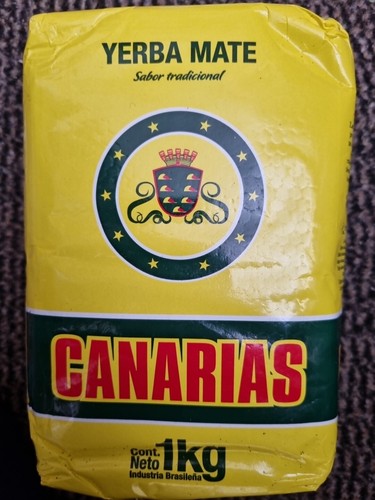 YERBA MATE
Sabor tradicional
CANARIAS
Cont.
Neto 1kg
Industria Brasileña